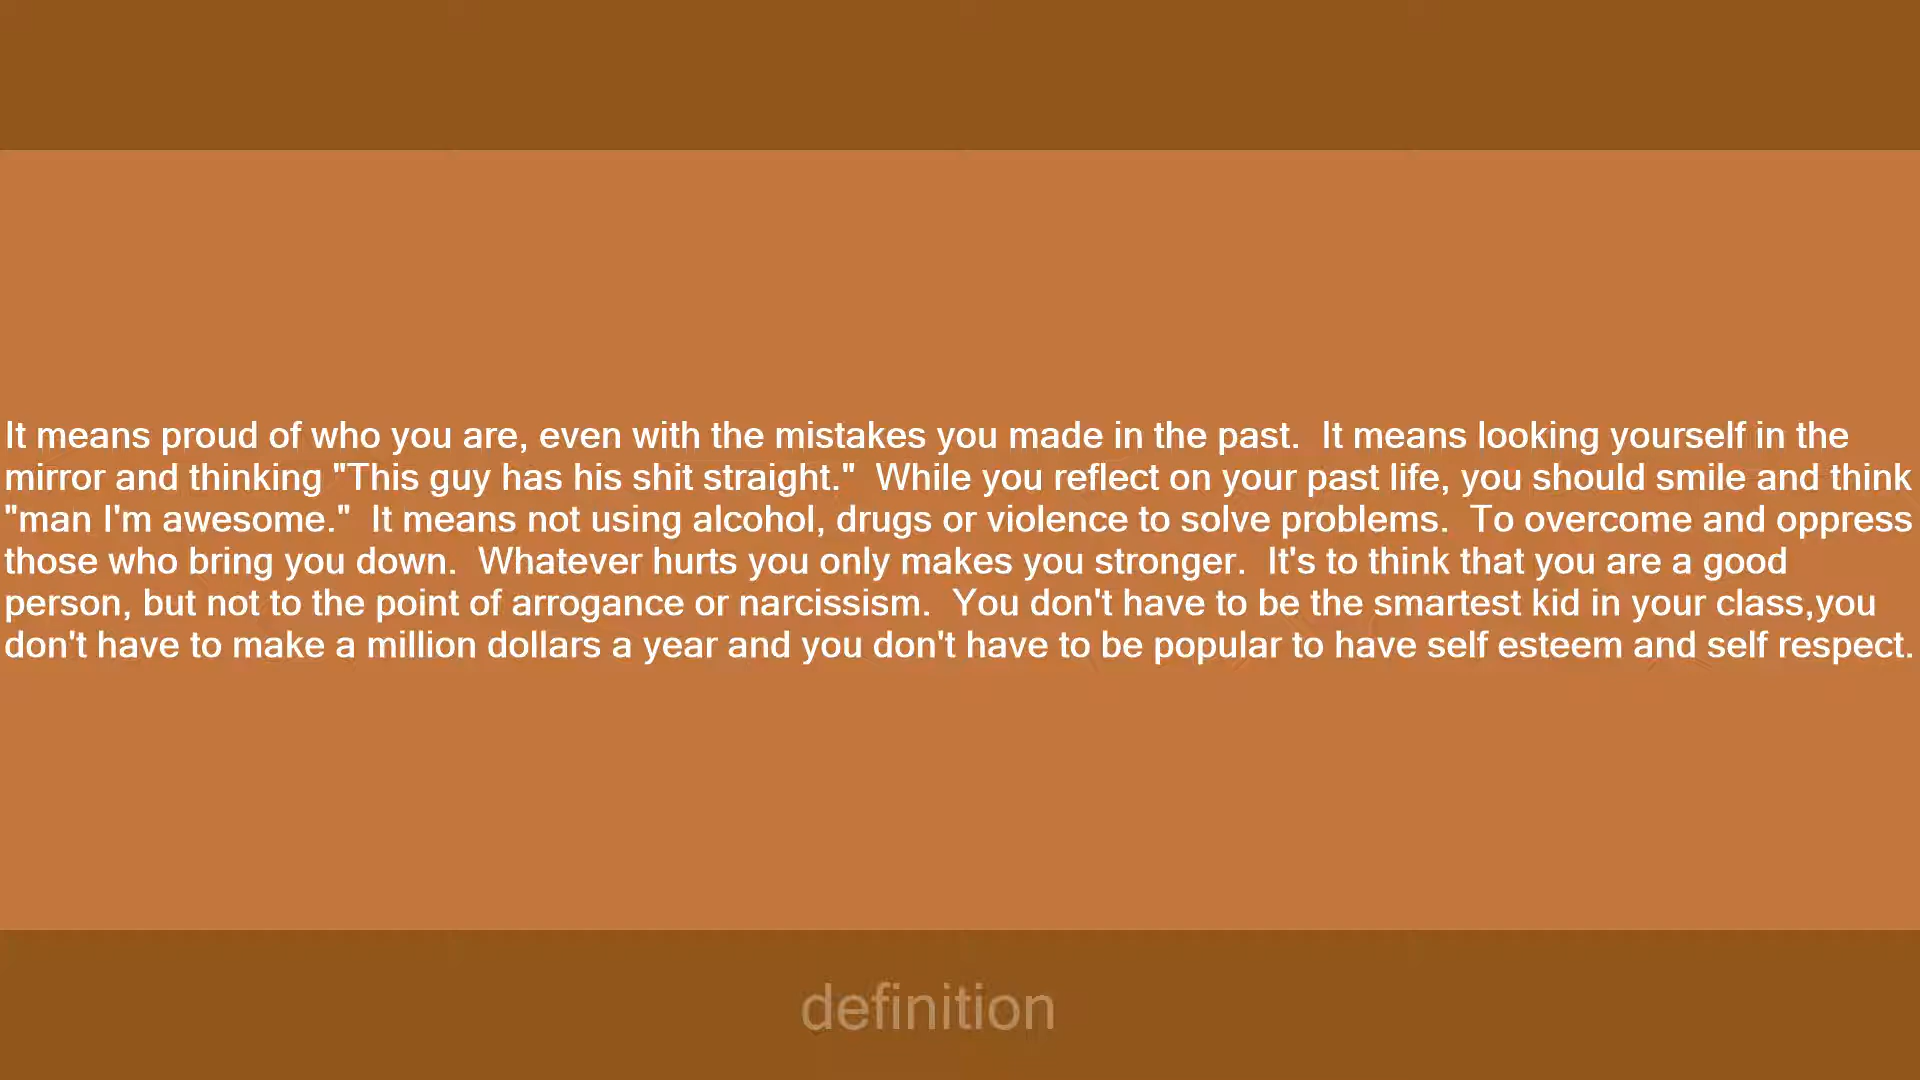 It means proud of who you are, even with the mistakes you made in the past.  It means looking yourself in the
mirror and thinking "This guy has his shit straight."  While you reflect on your past life, you should smile and think
"man I'm awesome."  It means not using alcohol, drugs or violence to solve problems.  To overcome and oppress
those who bring you down.  Whatever hurts you only makes you stronger.  It's to think that you are a good
person, but not to the point of arrogance or narcissism.  You don't have to be the smartest kid in your class,you
don't have to make a million dollars a year and you don't have to be popular to have self esteem and self respect.
definition